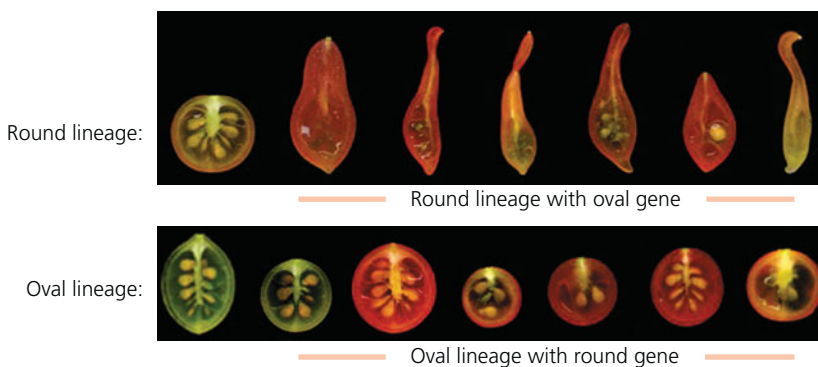 Round lineage:
Round lineage with oval gene
Oval lineage:
Oval lineage with round gene